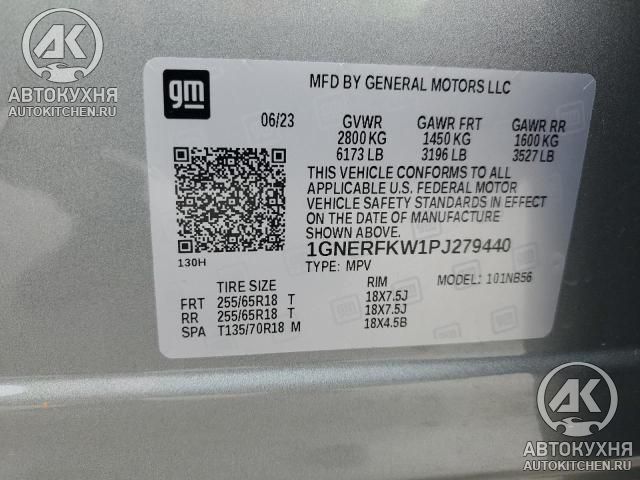 АВТОКУХНЯ
AUTOKITCHEN.RU
gm
MFD BY GENERAL MOTORS LLC
06/23 GVWR GAWR FRT GAWR RR
2800 KG 1450 KG 1600 KG
6173 LB 3196 LB 3527 LB
THIS VEHICLE CONFORMS TO ALL
APPLICABLE U.S. FEDERAL MOTOR
VEHICLE SAFETY STANDARDS IN EFFECT
ON THE DATE OF MANUFACTURE
SHOWN ABOVE.
1GNERFKW1PJ279440
130H
TYPE: MPV MODEL: 101NB56
TIRE SIZE RIM
FRT 255/65R18 T 18X7.5J
RR 255/65R18 T 18X7.5J
SPA T135/70R18 M 18X4.5B
АК
АВТОКУХНЯ
AUTOKITCHEN.RU
АК